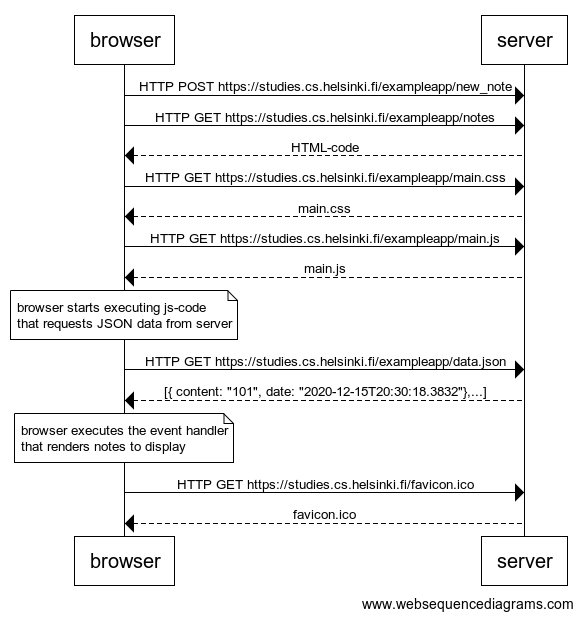 browser
server
HTTP POST https://studies.cs.helsinki.fi/exampleapp/new_note
HTTP GET https://studies.cs.helsinki.fi/exampleapp/notes
HTML-code
HTTP GET https://studies.cs.helsinki.fi/exampleapp/main.css
main.css
HTTP GET https://studies.cs.helsinki.fi/exampleapp/main.js
main.js
browser starts executing js-code
that requests JSON data from server
HTTP GET https://studies.cs.helsinki.fi/exampleapp/data.json
[{ content: "101", date: "2020-12-15T20:30:18.3832"},...]
browser executes the event handler
that renders notes to display
HTTP GET https://studies.cs.helsinki.fi/favicon.ico
favicon.ico
browser
server
www.websequencediagrams.com